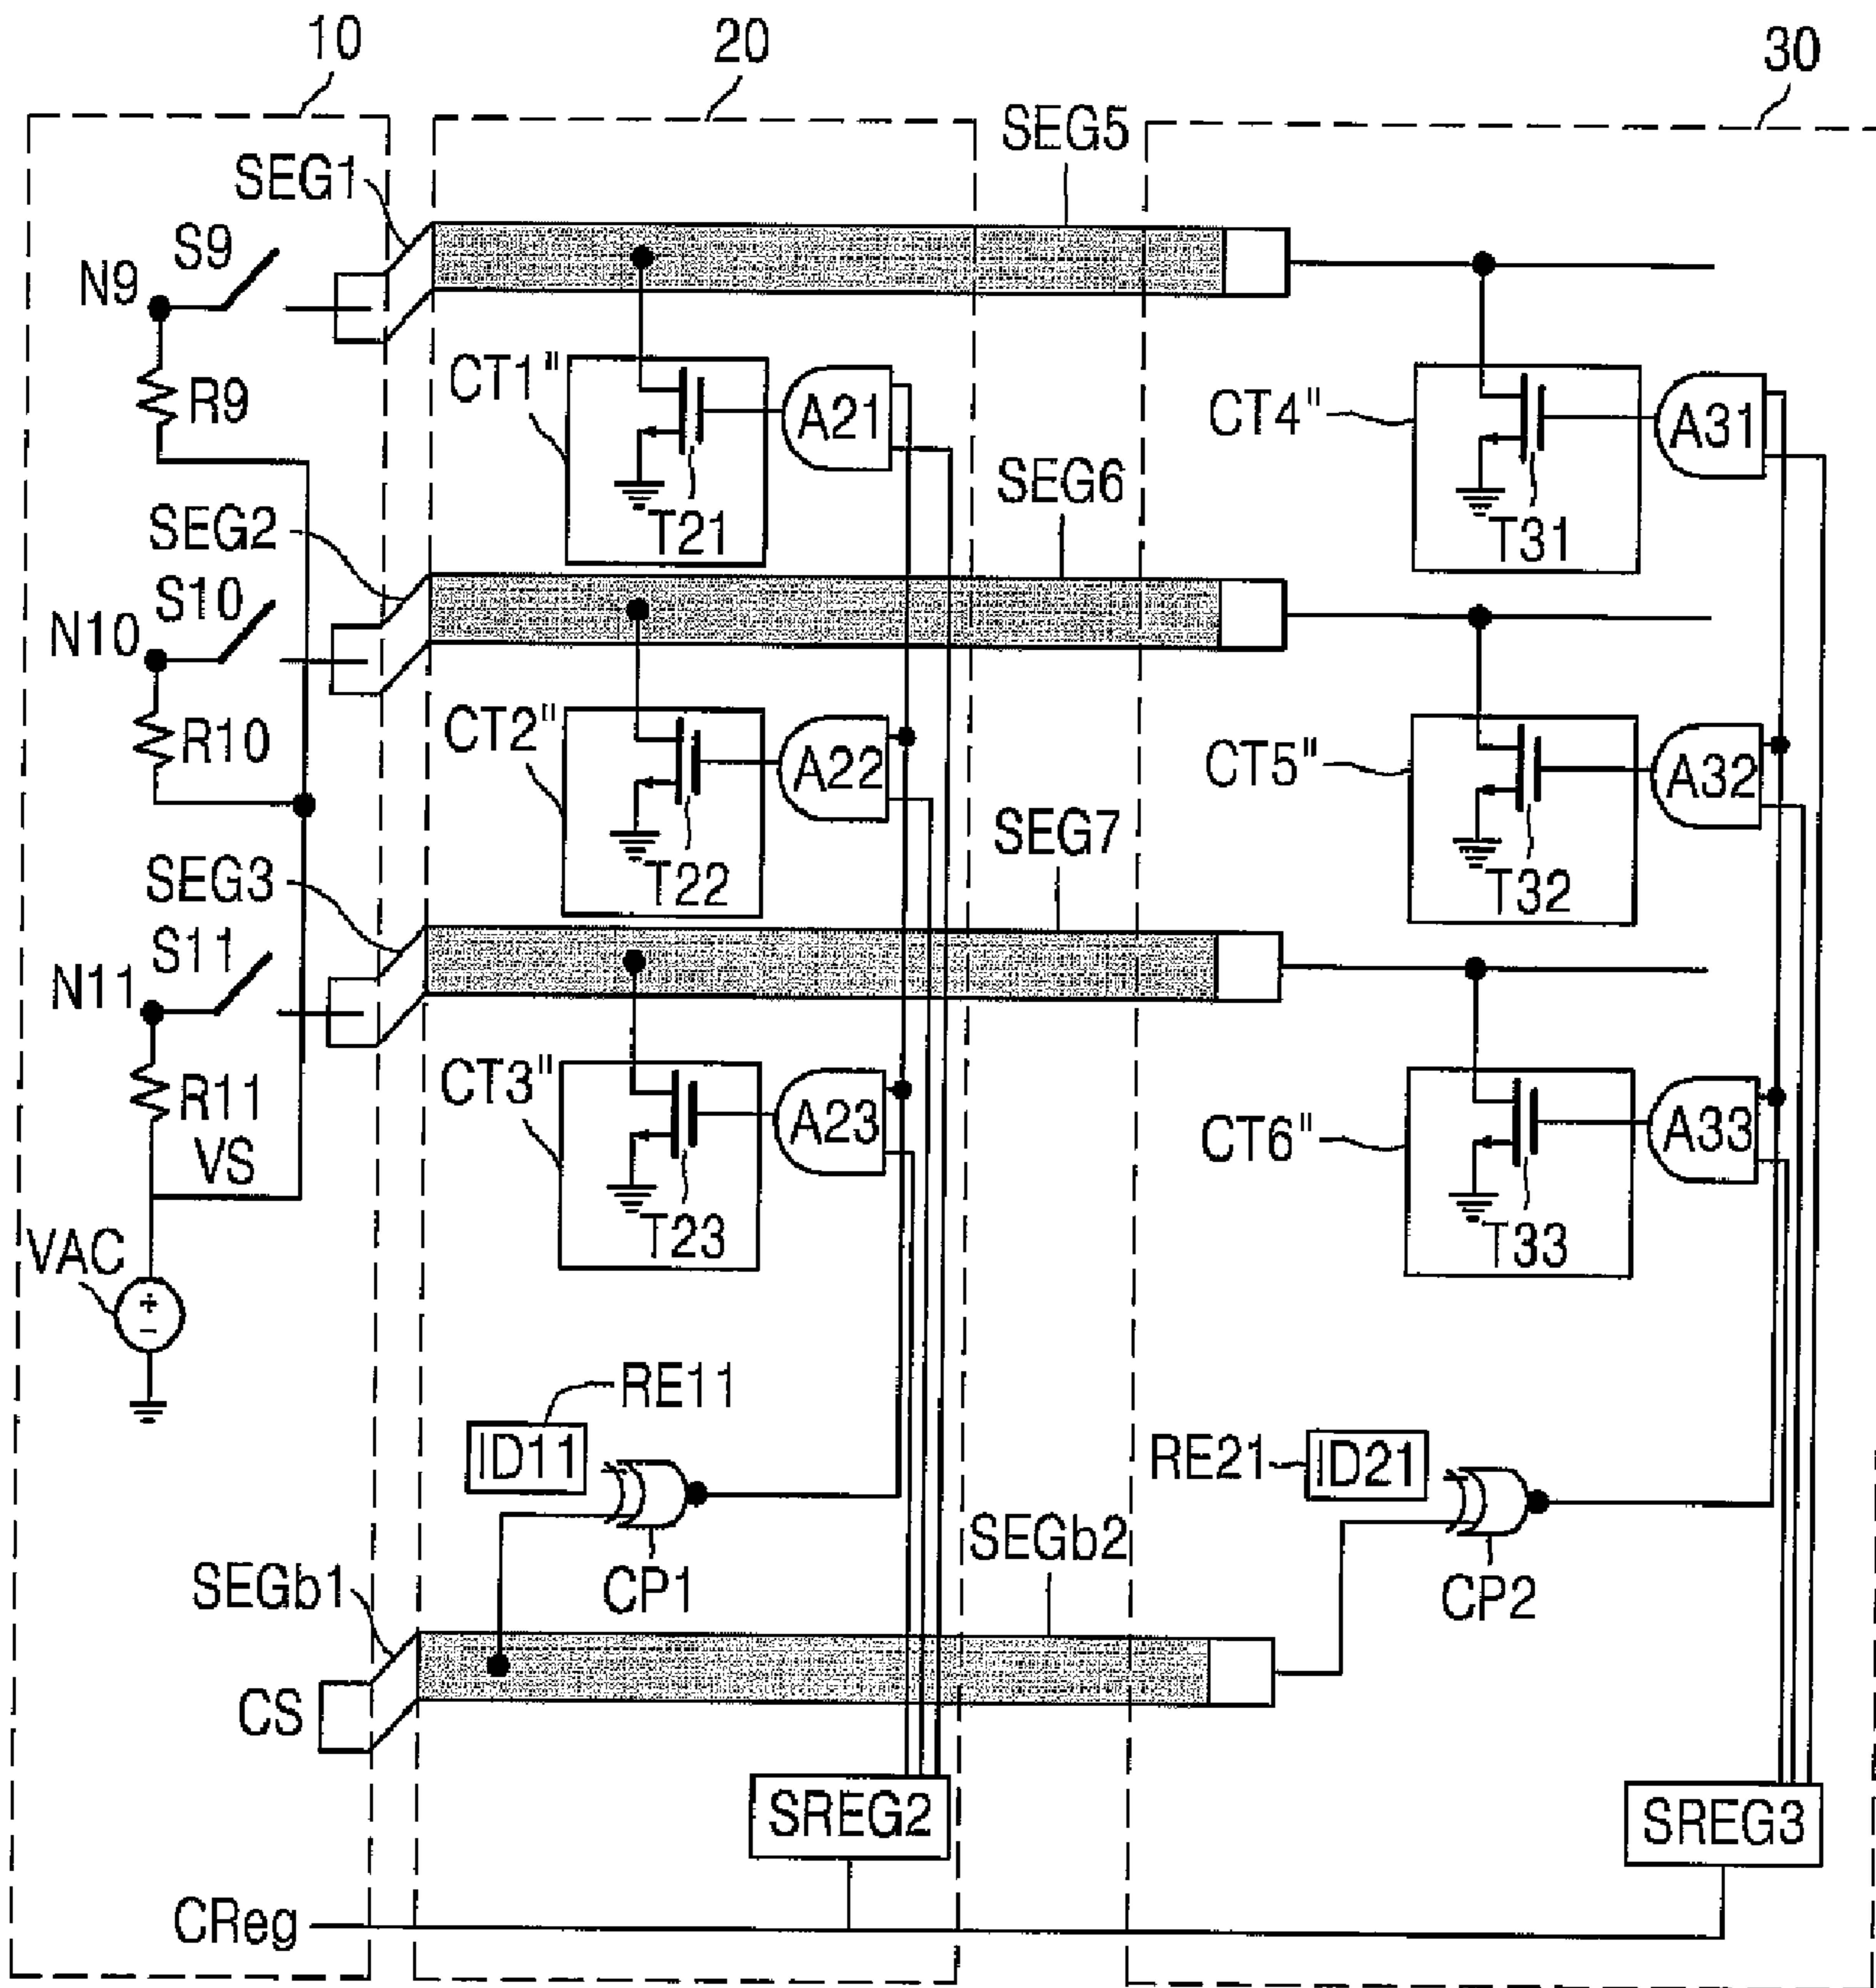 10
20
30
SEG5
SEG1
S9
N9
R9
CT1"
A21
T21
CT4"
A31
T31
SEG6
SEG2
S10
N10
R10
CT2"
A22
T22
CT5"
A32
T32
SEG7
SEG3
S11
N11
R11
VS
CT3"
A23
T23
CT6"
A33
T33
VAC
+
-
RE11
ID11
CP1
RE21
ID21
CP2
SEGb2
SEGb1
CS
SREG2
SREG3
CReg